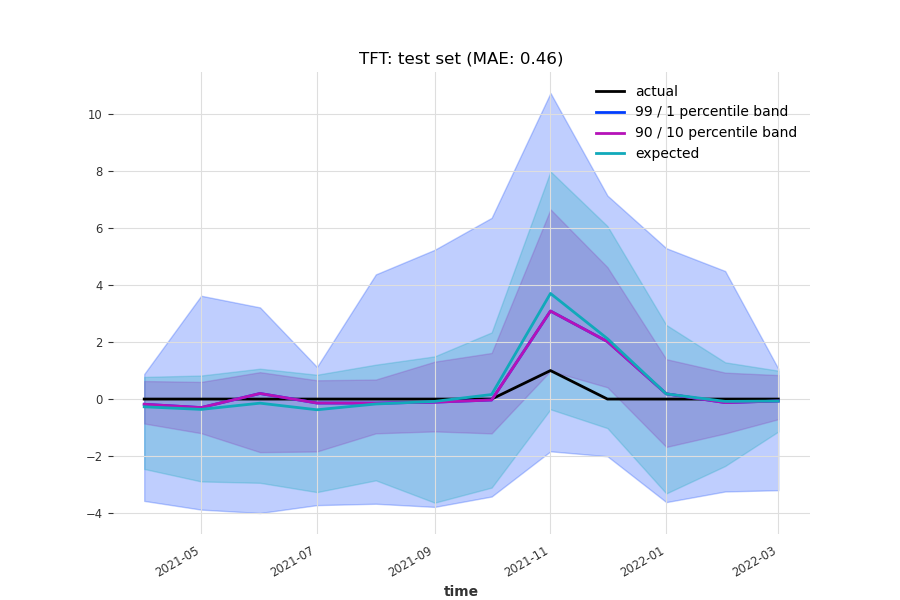 TFT: test set (MAE: 0.46)
actual
99 / 1 percentile band
90 / 10 percentile band
expected
10
8
6
4
2
0
−2
−4
2021-05
2021-07
2021-09
2021-11
2022-01
2022-03
time